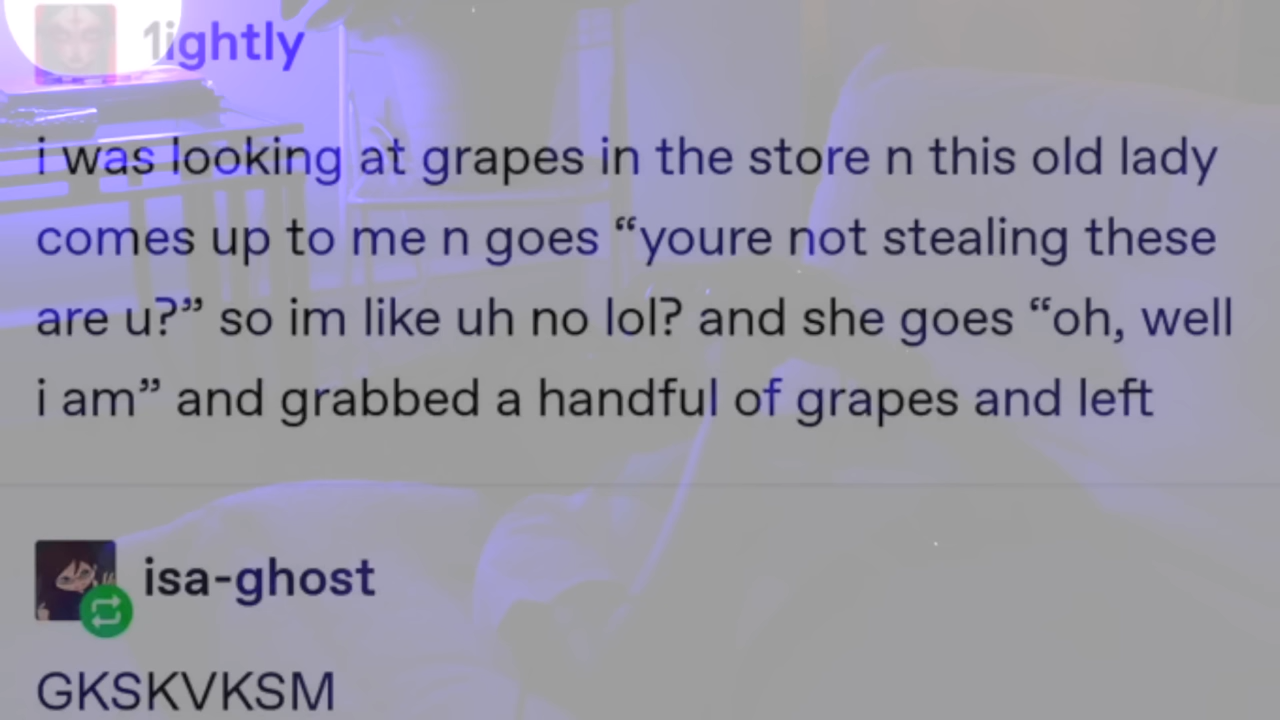 1ightly
i was looking at grapes in the store n this old lady
comes up to me n goes “youre not stealing these
are u?” so im like uh no lol? and she goes “oh, well
i am” and grabbed a handful of grapes and left
isa-ghost
GKSKVKSM